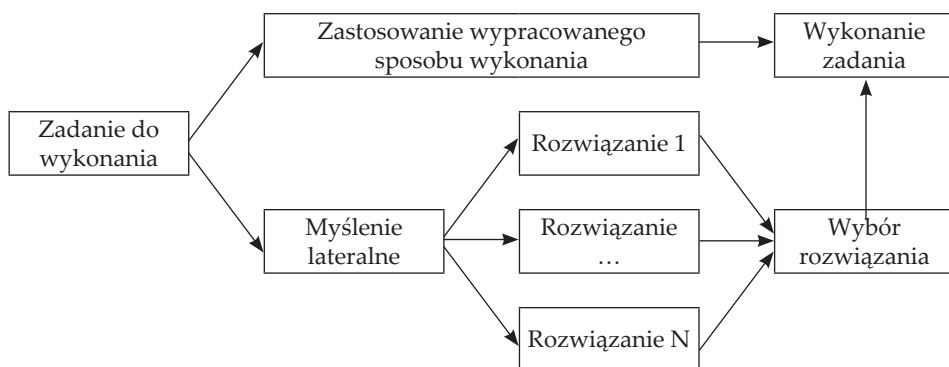 Zastosowanie wypracowanego
sposobu wykonania
Wykonanie
zadania
Zadanie do
wykonania
Rozwiązanie 1
Myślenie
lateralne
Rozwiązanie
…
Wybór
rozwiązania
Rozwiązanie N